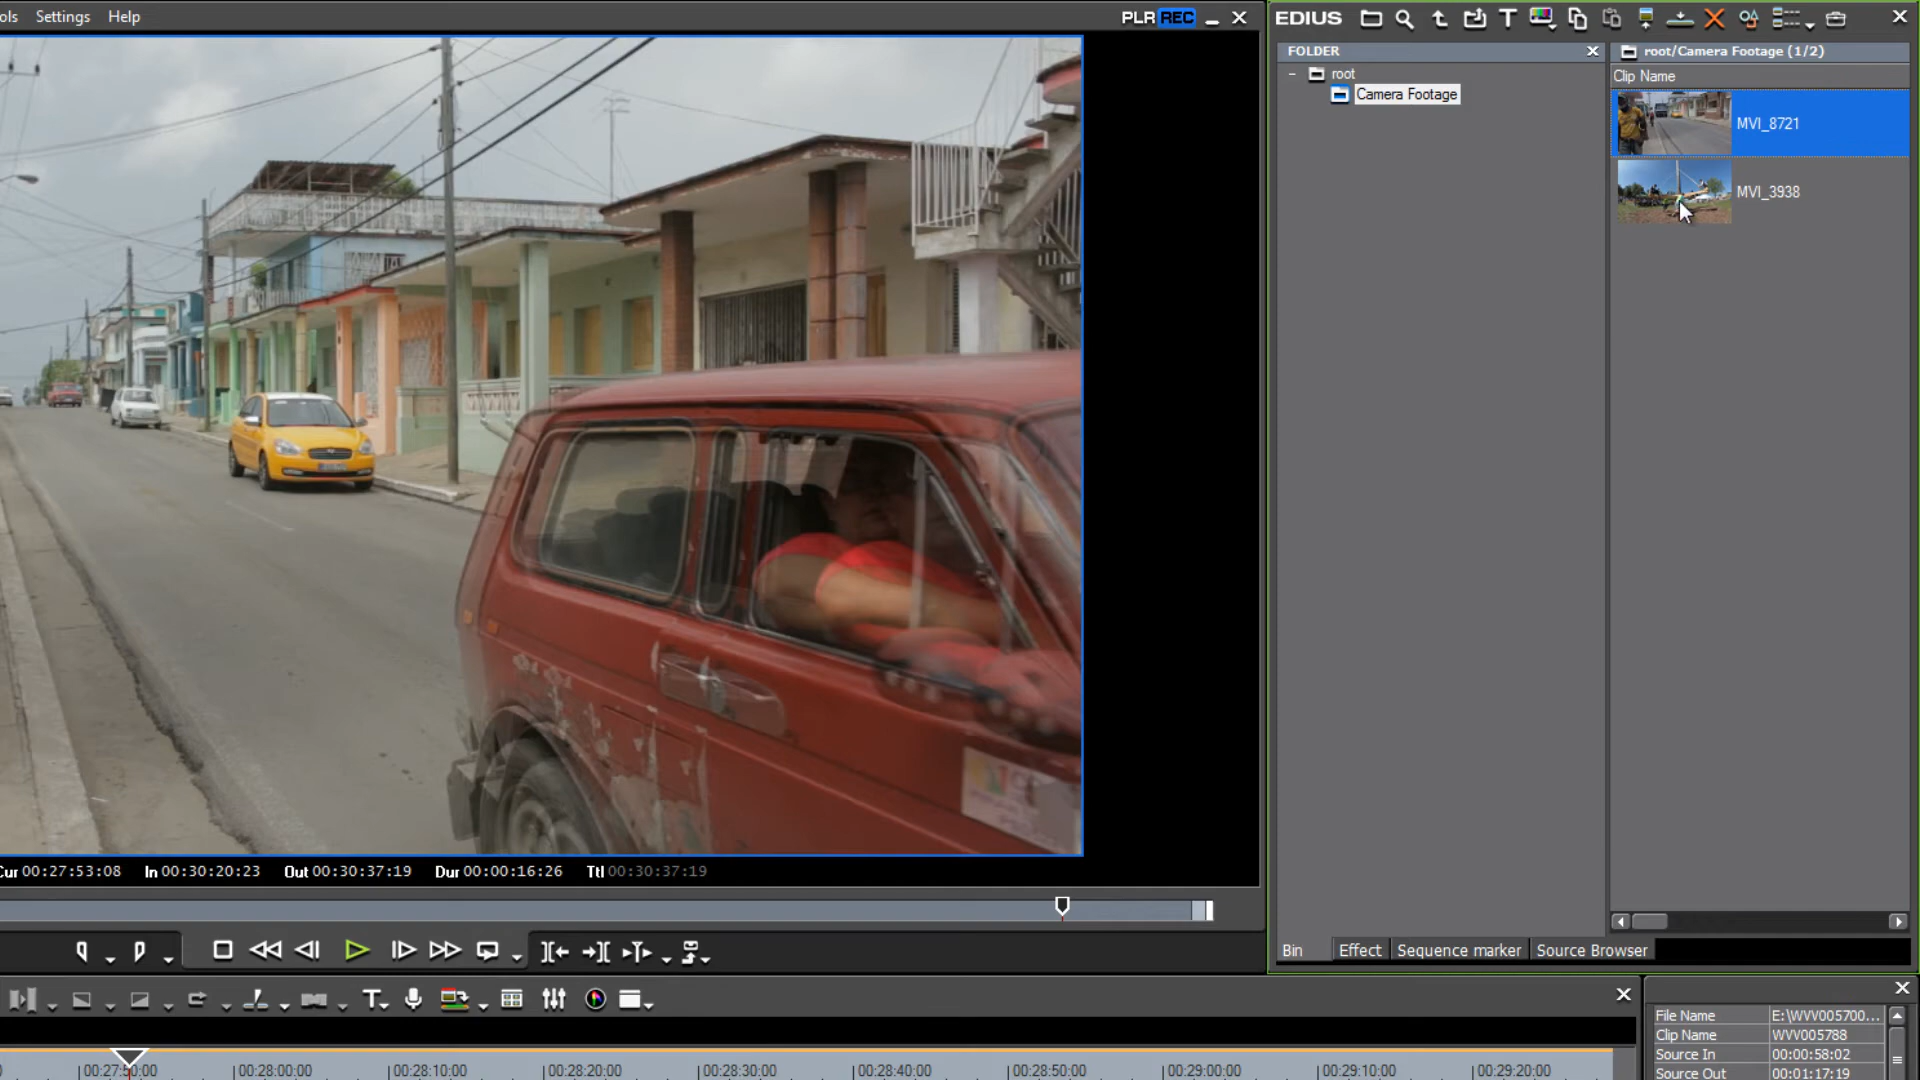 ols Settings Help PLR REC
EDIUS
FOLDER
root
Camera Footage
root/Camera Footage (1/2)
Clip Name
MVI_8721
MVI_3938
Cur 00:27:53:08 In 00:30:20:23 Out 00:30:37:19 Dur 00:00:16:26 Ttl 00:30:37:19
Bin Effect Sequence marker Source Browser
00:27:50:00 00:28:00:00 00:28:10:00 00:28:20:00 00:28:30:00 00:28:40:00 00:28:50:00 00:29:00:00 00:29:10:00 00:29:20:00
File Name E:\WVV005700...
Clip Name WVV005788
Source In 00:00:58:02
Source Out 00:01:17:19